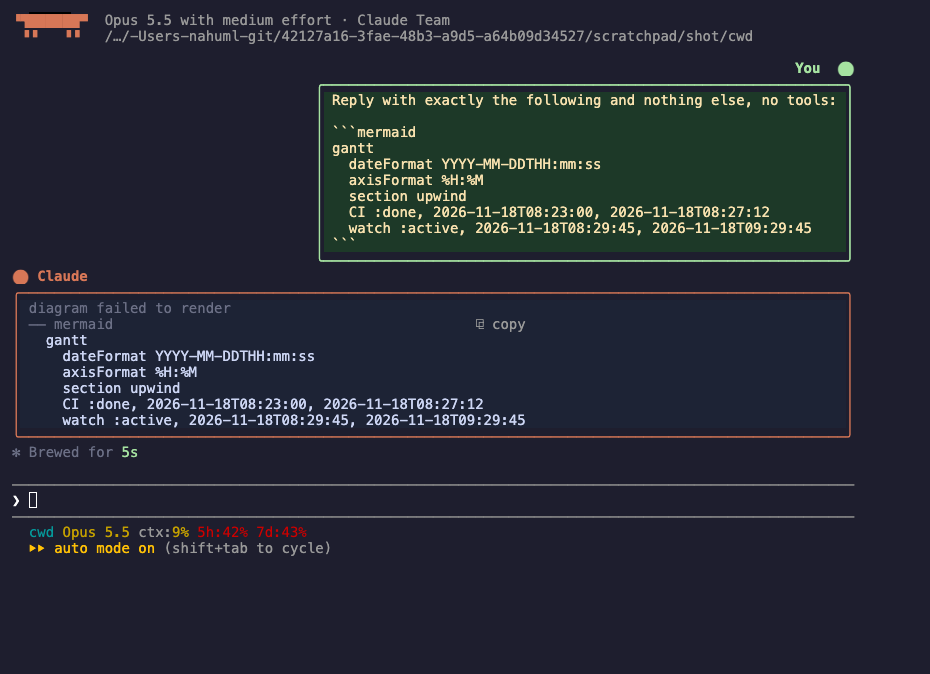 Opus 5.5 with medium effort · Claude Team
/…/-Users-nahuml-git/42127a16-3fae-48b3-a9d5-a64b09d34527/scratchpad/shot/cwd
You
Reply with exactly the following and nothing else, no tools:
```mermaid
gantt
dateFormat YYYY-MM-DDTHH:mm:ss
axisFormat %H:%M
section upwind
CI :done, 2026-11-18T08:23:00, 2026-11-18T08:27:12
watch :active, 2026-11-18T08:29:45, 2026-11-18T09:29:45
```
Claude
diagram failed to render
── mermaid copy
gantt
dateFormat YYYY-MM-DDTHH:mm:ss
axisFormat %H:%M
section upwind
CI :done, 2026-11-18T08:23:00, 2026-11-18T08:27:12
watch :active, 2026-11-18T08:29:45, 2026-11-18T09:29:45
✻ Brewed for 5s
❯
cwd Opus 5.5 ctx:9% 5h:42% 7d:43%
⏵⏵ auto mode on (shift+tab to cycle)